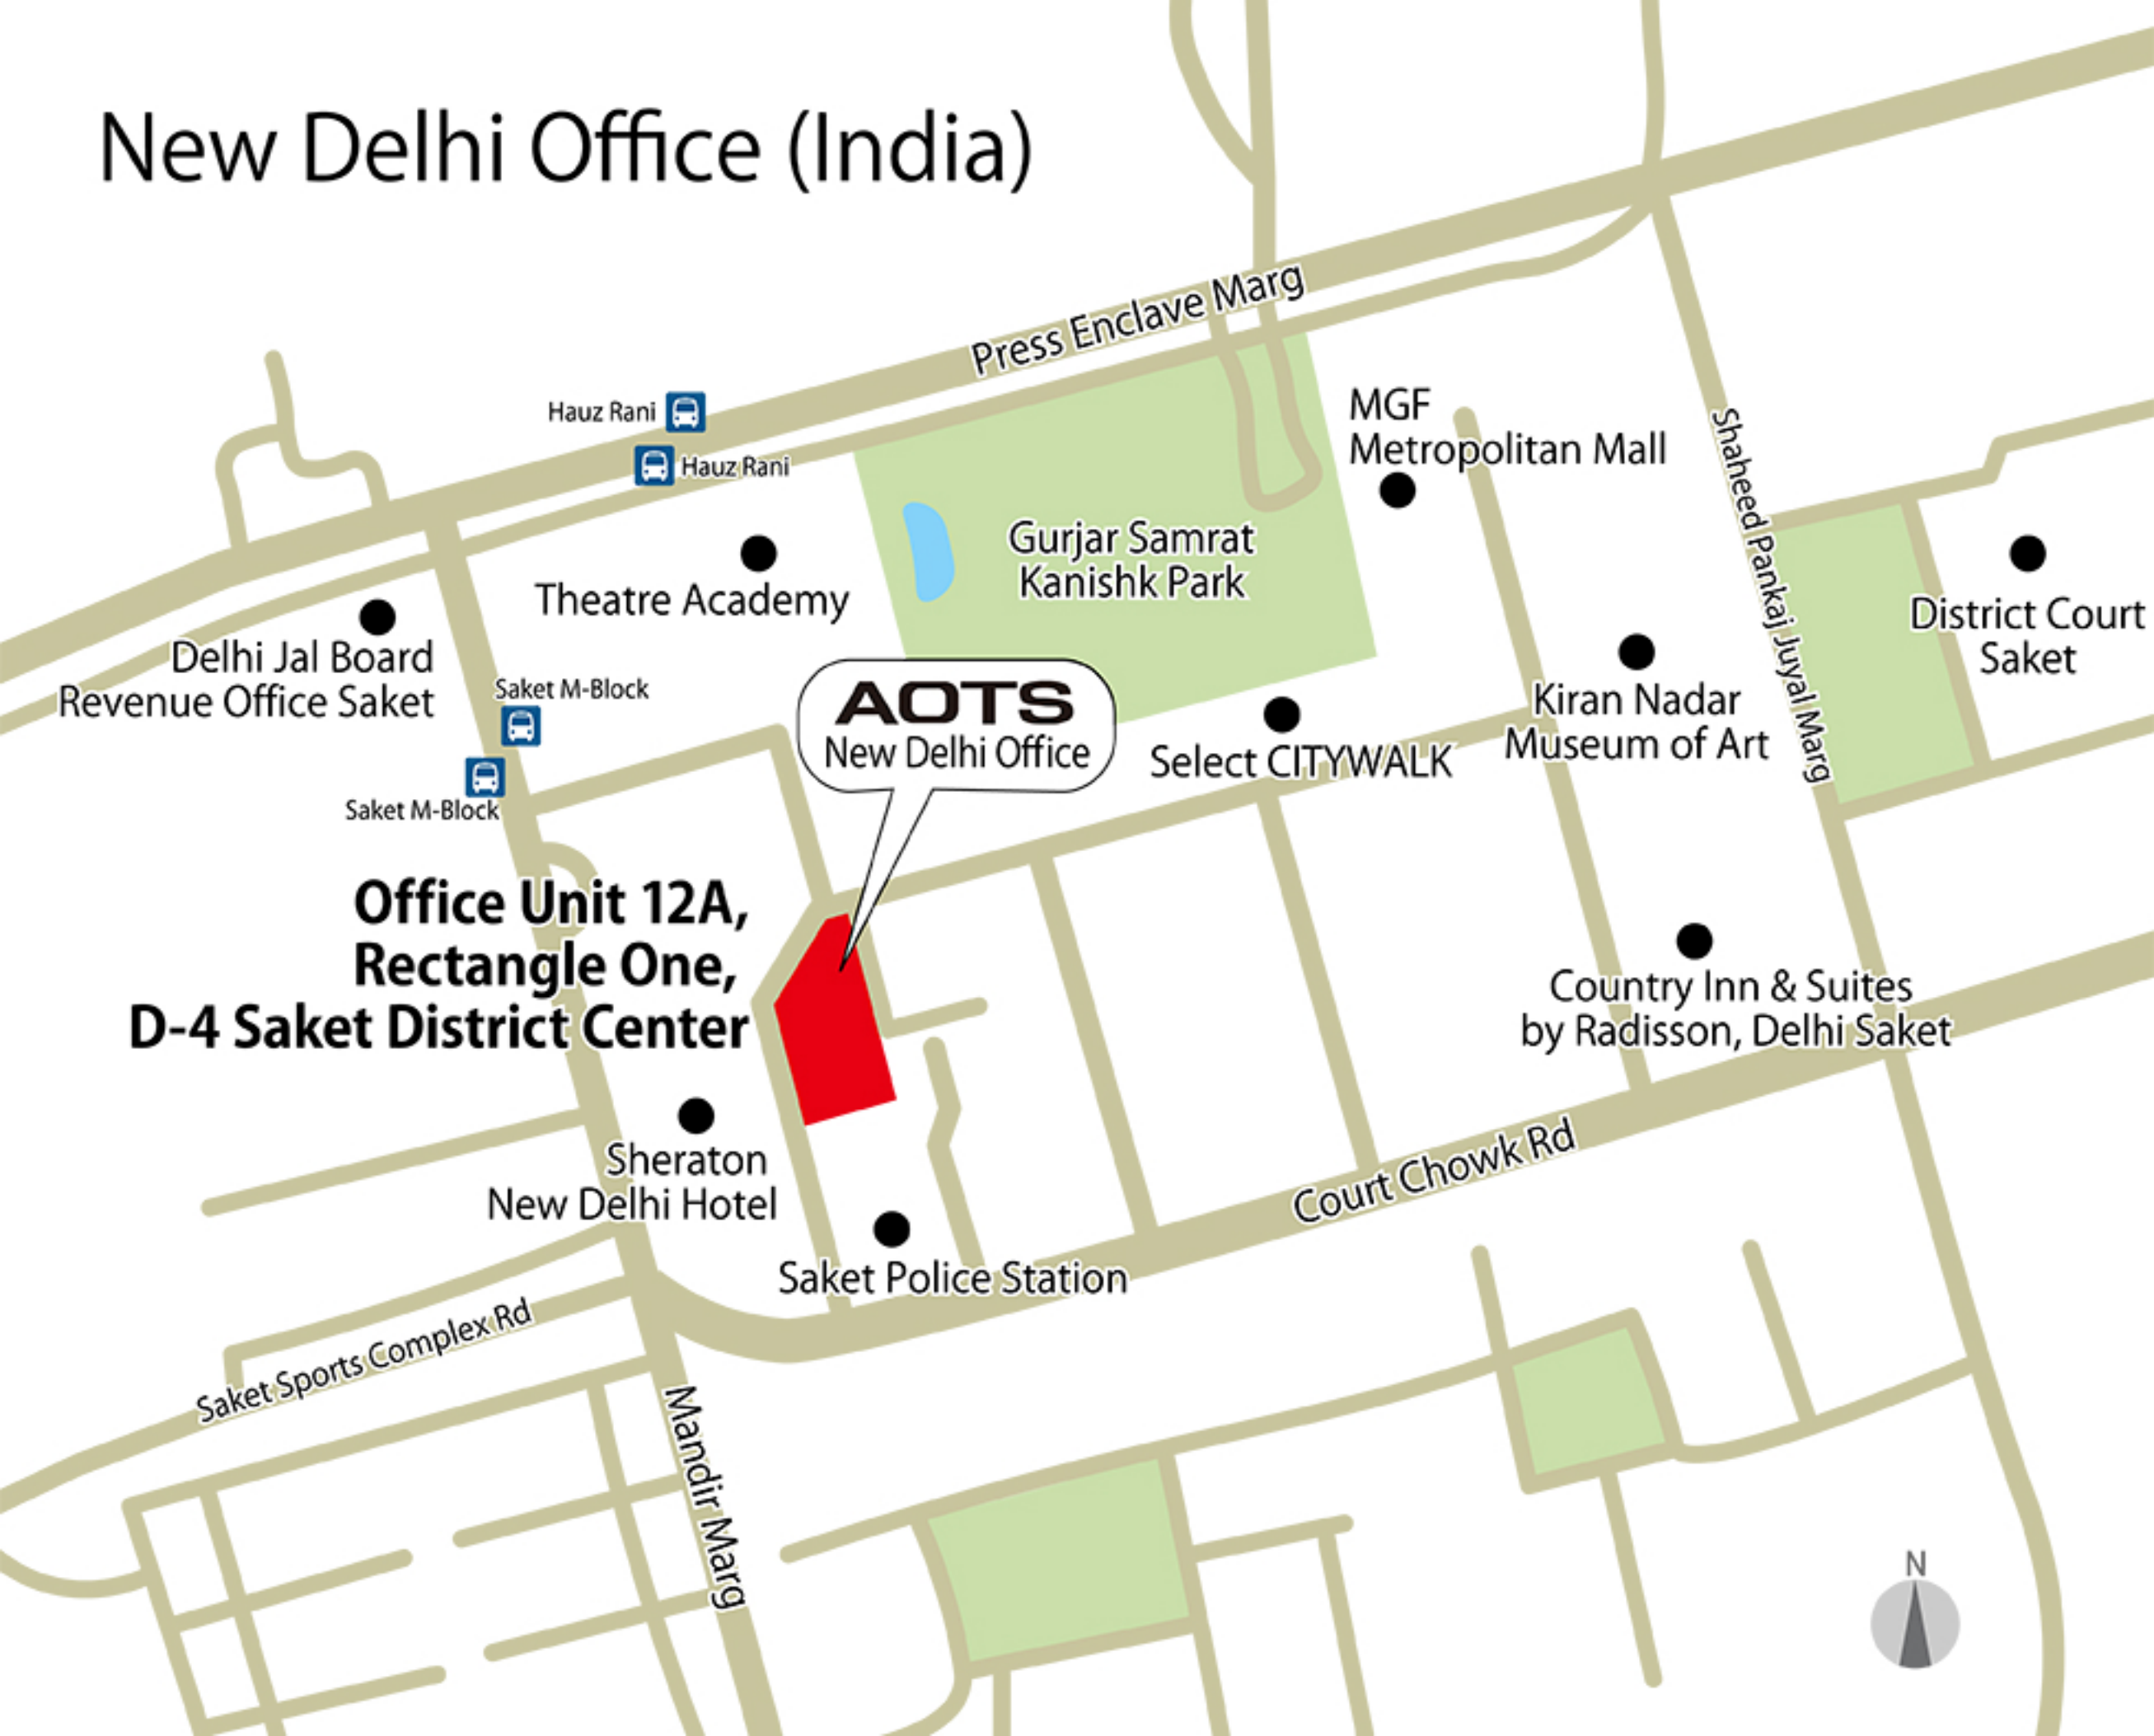 New Delhi Office (India)
Press Enclave Marg
Hauz Rani
Hauz Rani
MGF
Metropolitan Mall
Shaheed Pankaj Juyal Marg
Gurjar Samrat
Kanishk Park
Theatre Academy
District Court
Saket
Delhi Jal Board
Revenue Office Saket
Saket M-Block
AOTS
New Delhi Office
Select CITYWALK
Kiran Nadar
Museum of Art
Saket M-Block
Office Unit 12A,
Rectangle One,
D-4 Saket District Center
Country Inn & Suites
by Radisson, Delhi Saket
Sheraton
New Delhi Hotel
Court Chowk Rd
Saket Police Station
Saket Sports Complex Rd
Mandir Marg
N